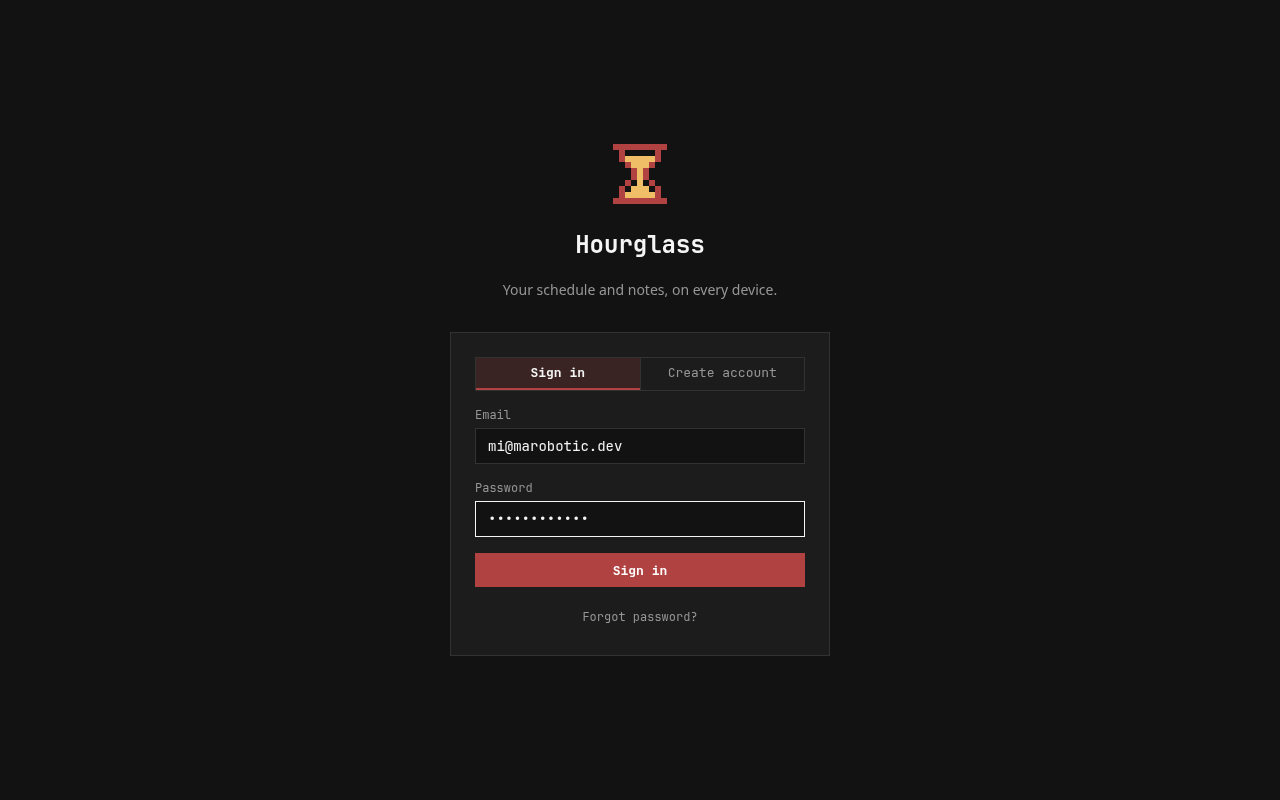 Hourglass
Your schedule and notes, on every device.
Sign in
Create account
Email
mi@marobotic.dev
Password
••••••••••••
Sign in
Forgot password?